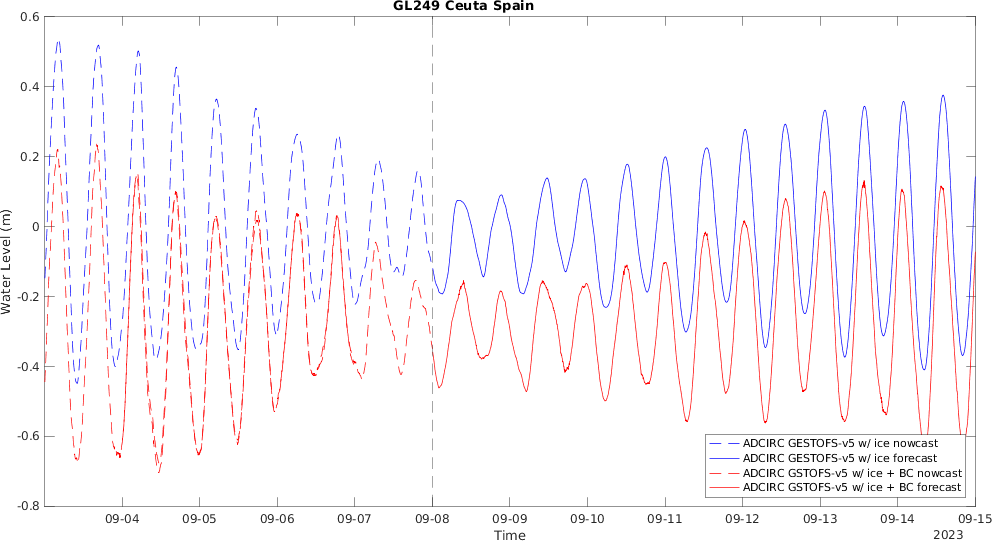 GL249 Ceuta Spain
0.6
0.4
0.2
0
-0.2
-0.4
-0.6
-0.8
Water Level (m)
09-04 09-05 09-06 09-07 09-08 09-09 09-10 09-11 09-12 09-13 09-14 09-15
Time
2023
ADCIRC GESTOFS-v5 w/ ice nowcast
ADCIRC GESTOFS-v5 w/ ice forecast
ADCIRC GSTOFS-v5 w/ ice + BC nowcast
ADCIRC GSTOFS-v5 w/ ice + BC forecast